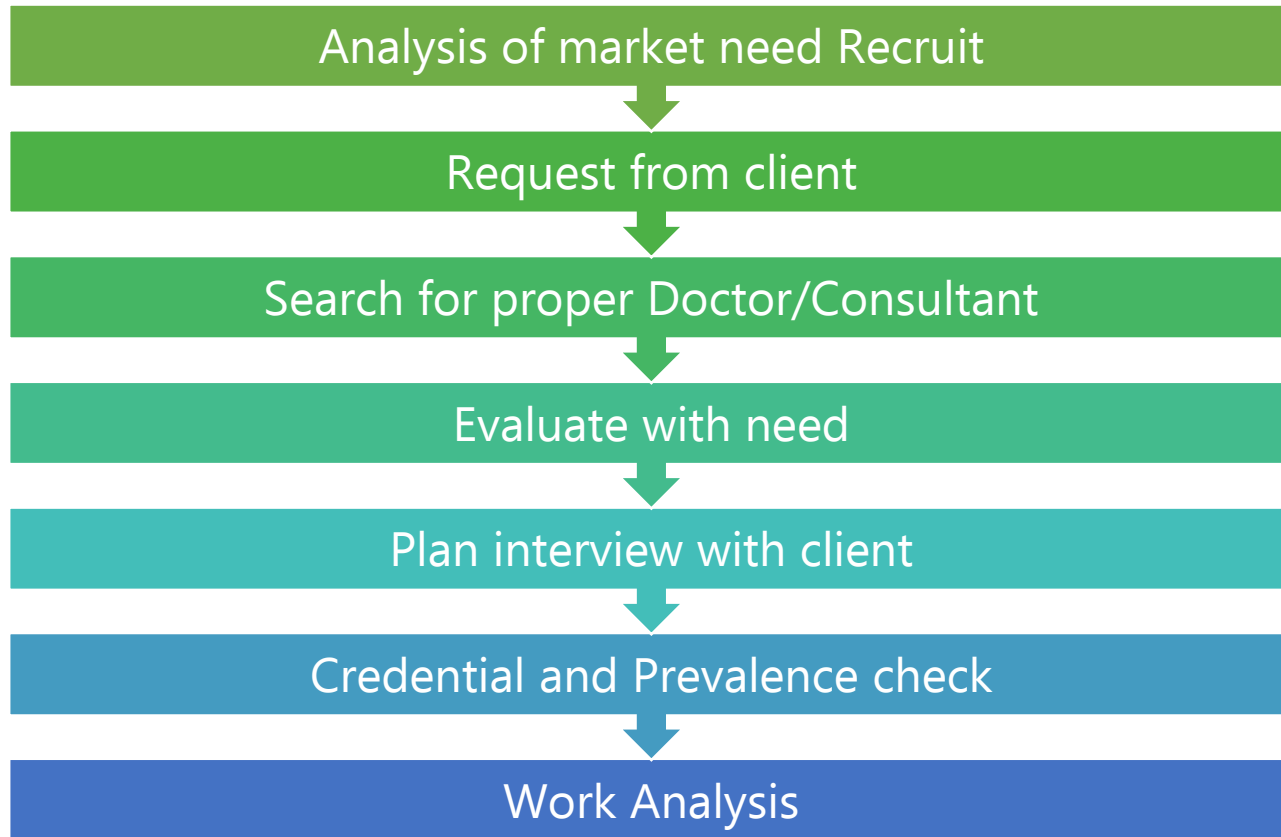 Analysis of market need Recruit
Request from client
Search for proper Doctor/Consultant
Evaluate with need
Plan interview with client
Credential and Prevalence check
Work Analysis